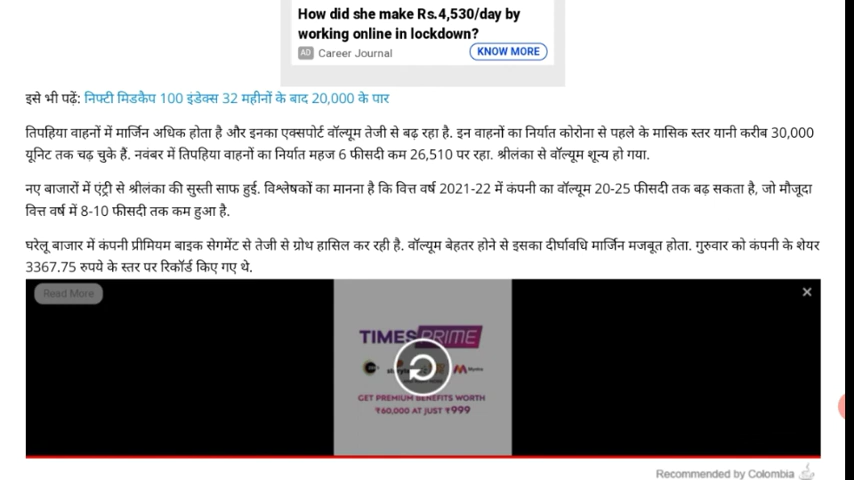 How did she make Rs.4,530/day by
working online in lockdown?
AD Career Journal
KNOW MORE
इसे भी पढ़ें: निफ्टी मिडकैप 100 इंडेक्स 32 महीनों के बाद 20,000 के पार
तिपहिया वाहनों में मार्जिन अधिक होता है और इनका एक्सपोर्ट वॉल्यूम तेजी से बढ़ रहा है. इन वाहनों का निर्यात कोरोना से पहले के मासिक स्तर यानी करीब 30,000
यूनिट तक चढ़ चुके हैं. नवंबर में तिपहिया वाहनों का निर्यात महज 6 फीसदी कम 26,510 पर रहा. श्रीलंका से वॉल्यूम शून्य हो गया.
नए बाजारों में एंट्री से श्रीलंका की सुस्ती साफ हुई. विश्लेषकों का मानना है कि वित्त वर्ष 2021-22 में कंपनी का वॉल्यूम 20-25 फीसदी तक बढ़ सकता है, जो मौजूदा
वित्त वर्ष में 8-10 फीसदी तक कम हुआ है.
घरेलू बाजार में कंपनी प्रीमियम बाइक सेगमेंट से तेजी से ग्रोथ हासिल कर रही है. वॉल्यूम बेहतर होने से इसका दीर्घावधि मार्जिन मजबूत होता. गुरुवार को कंपनी के शेयर
3367.75 रुपये के स्तर पर रिकॉर्ड किए गए थे.
Read More
TIMES PRIME
Myntra
GET PREMIUM BENEFITS WORTH
₹60,000 AT JUST ₹999
Recommended by Colombia